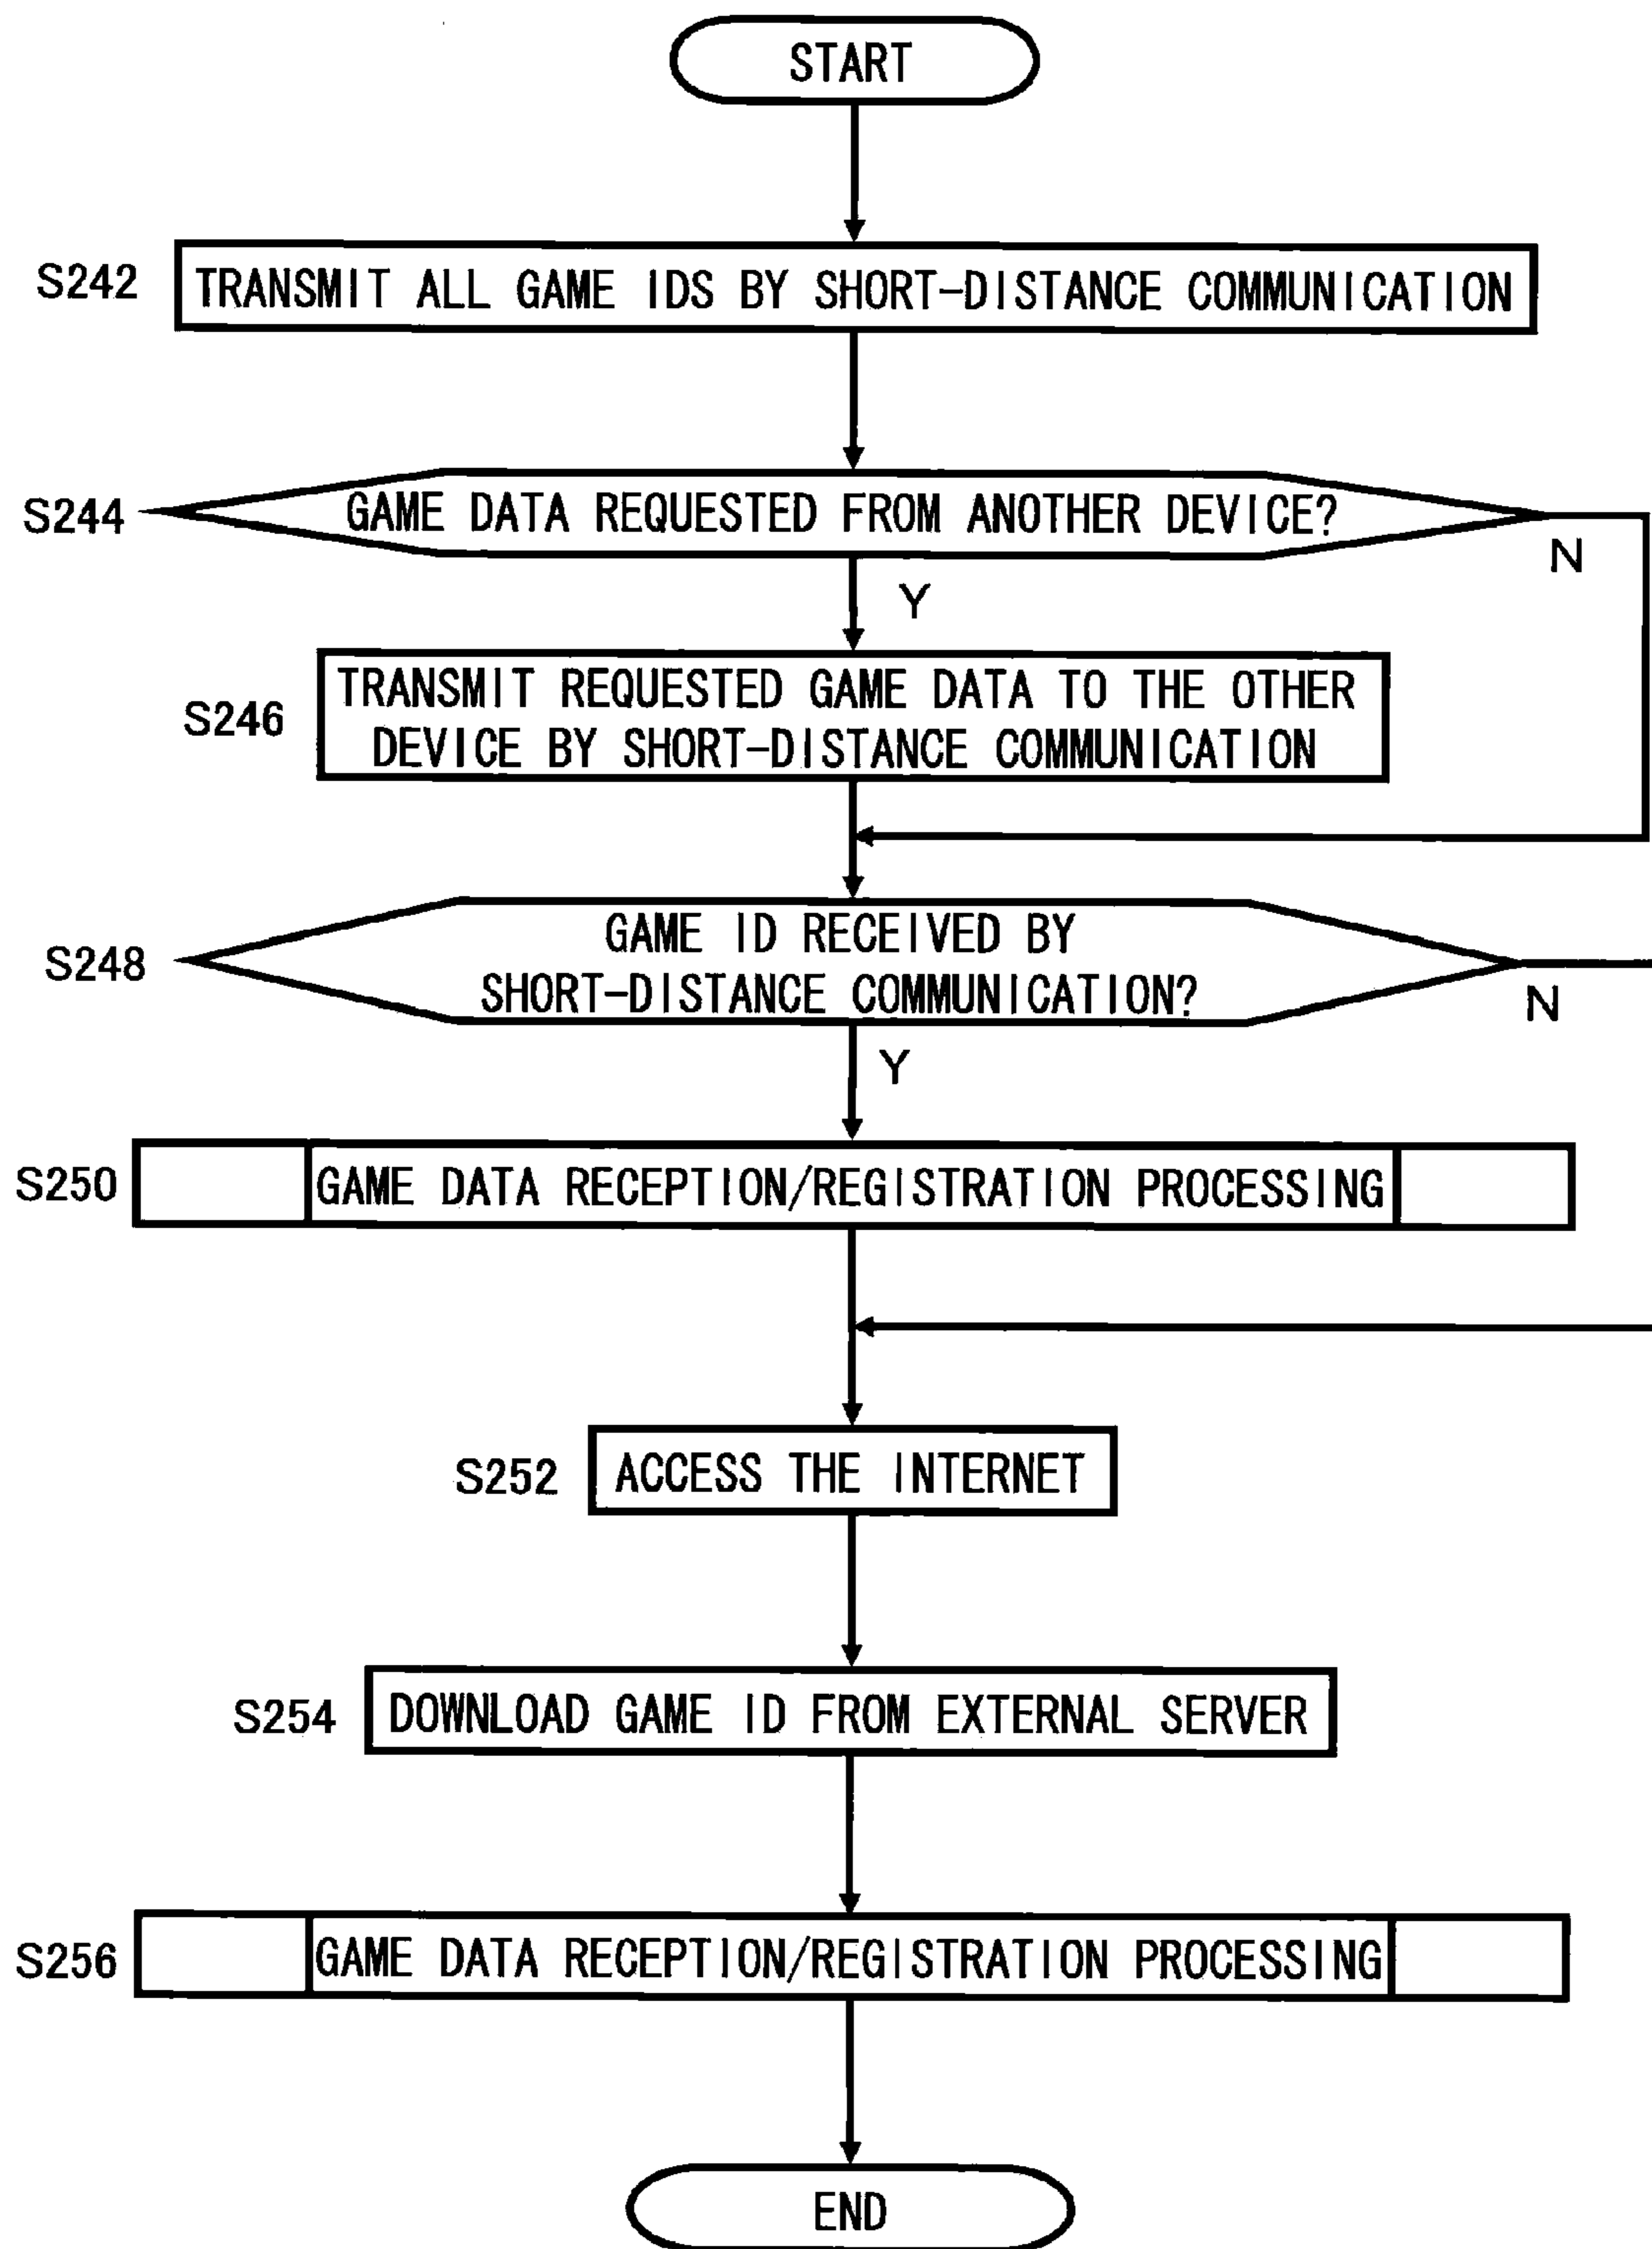 START
S242
TRANSMIT ALL GAME IDS BY SHORT-DISTANCE COMMUNICATION
S244
GAME DATA REQUESTED FROM ANOTHER DEVICE?
N
Y
S246
TRANSMIT REQUESTED GAME DATA TO THE OTHER
DEVICE BY SHORT-DISTANCE COMMUNICATION
S248
GAME ID RECEIVED BY
SHORT-DISTANCE COMMUNICATION?
N
Y
S250
GAME DATA RECEPTION/REGISTRATION PROCESSING
S252
ACCESS THE INTERNET
S254
DOWNLOAD GAME ID FROM EXTERNAL SERVER
S256
GAME DATA RECEPTION/REGISTRATION PROCESSING
END